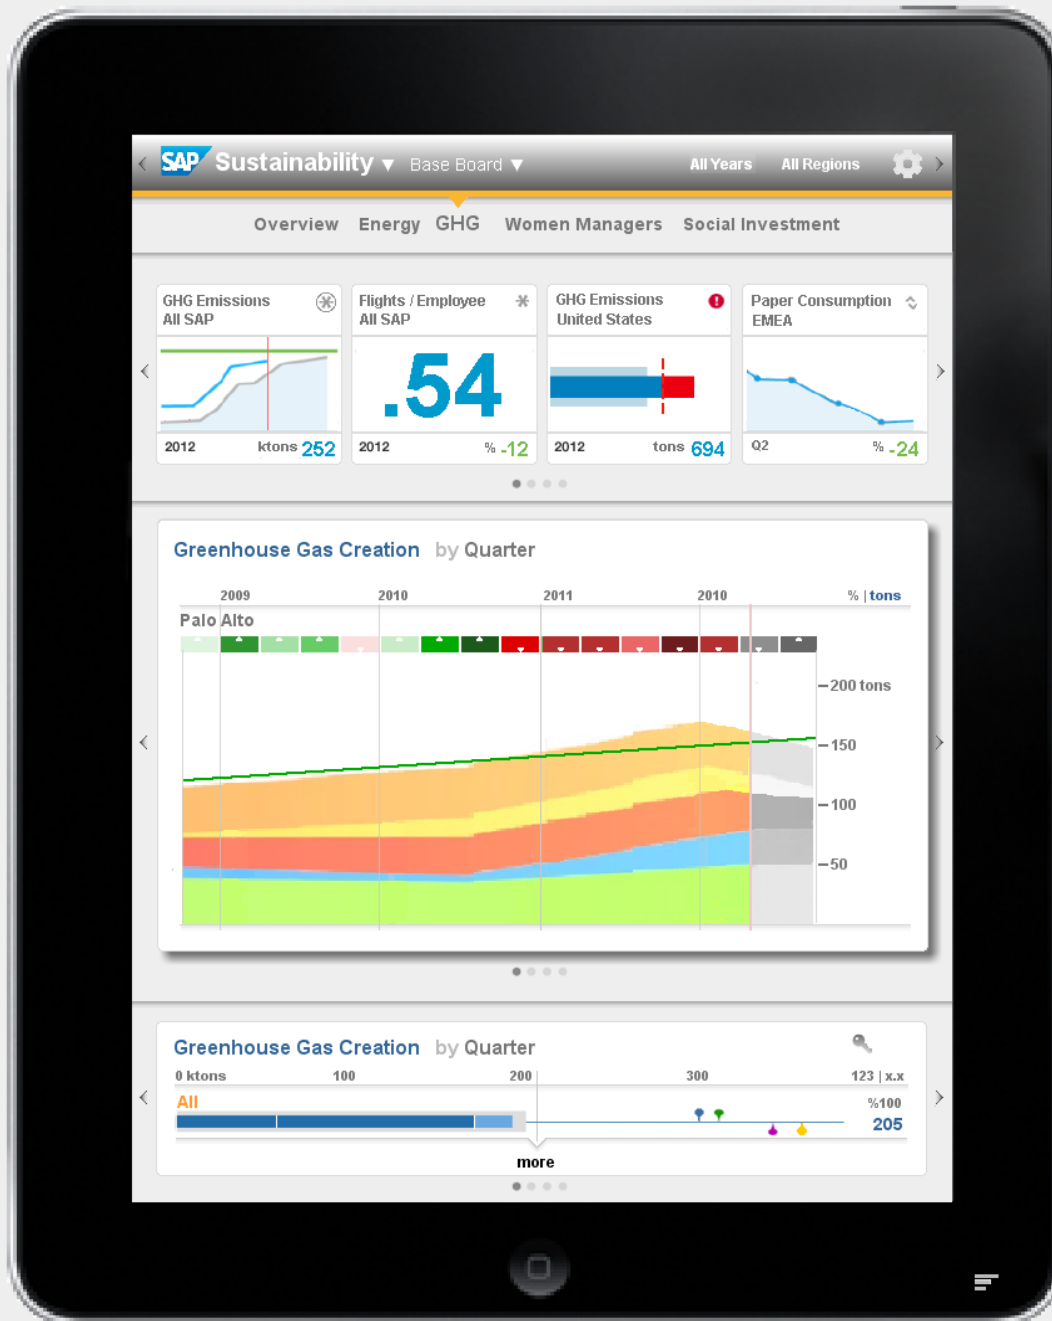 SAP Sustainability ▼ Base Board ▼ All Years All Regions
Overview Energy GHG Women Managers Social Investment
GHG Emissions
All SAP
2012 ktons 252
Flights / Employee
All SAP
.54
2012 % -12
GHG Emissions
United States
2012 tons 694
Paper Consumption
EMEA
Q2 % -24
Greenhouse Gas Creation by Quarter
2009 2010 2011 2010 % | tons
Palo Alto
200 tons
150
100
50
Greenhouse Gas Creation by Quarter
0 ktons 100 200 300 123 | x.x
All %100
205
more